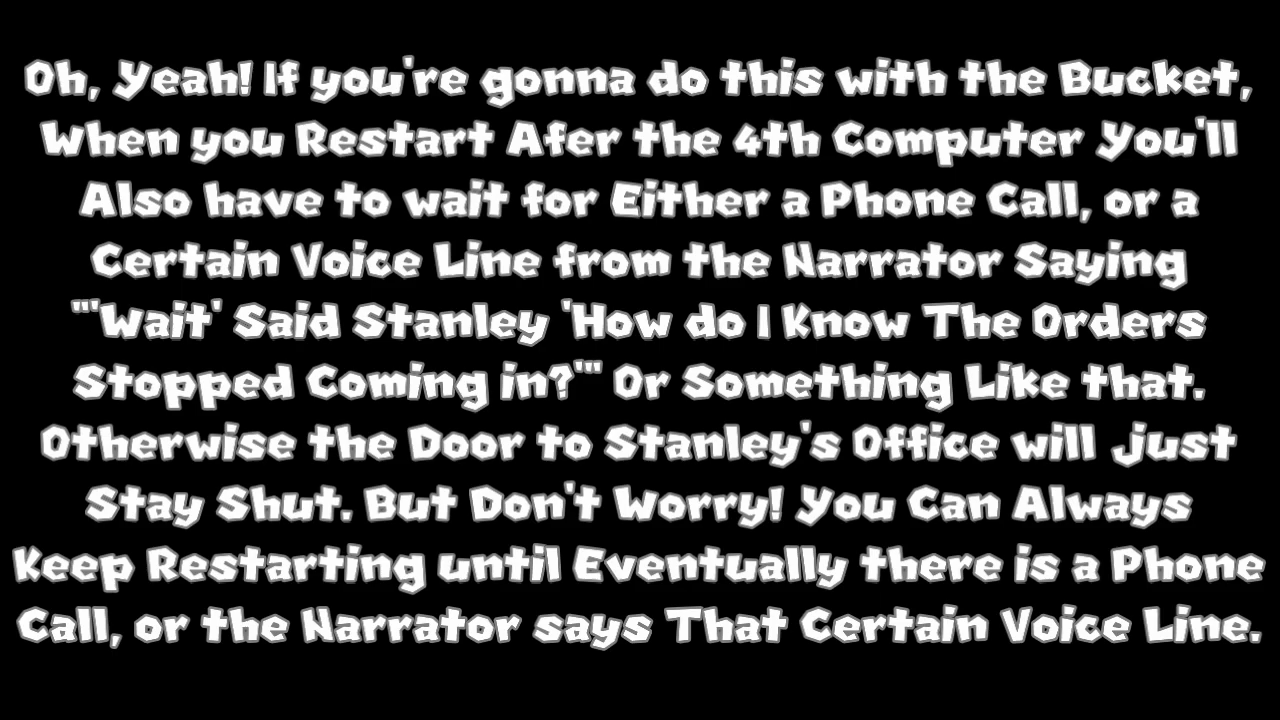 Oh, Yeah! If you're gonna do this with the Bucket,
When you Restart Afer the 4th Computer You'll
Also have to wait for Either a Phone Call, or a
Certain Voice Line from the Narrator Saying
"'Wait' Said Stanley 'How do I Know The Orders
Stopped Coming in?'" Or Something Like that.
Otherwise the Door to Stanley's Office will just
Stay Shut. But Don't Worry! You Can Always
Keep Restarting until Eventually there is a Phone
Call, or the Narrator says That Certain Voice Line.